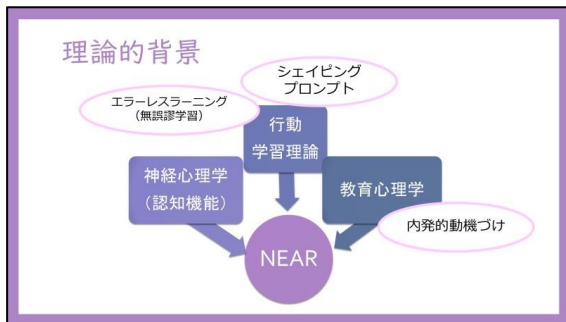 理論的背景
シェイピング
プロンプト
エラーレスラーニング
(無誤謬学習)
行動
学習理論
神経心理学
(認知機能)
教育心理学
内発的動機づけ
NEAR